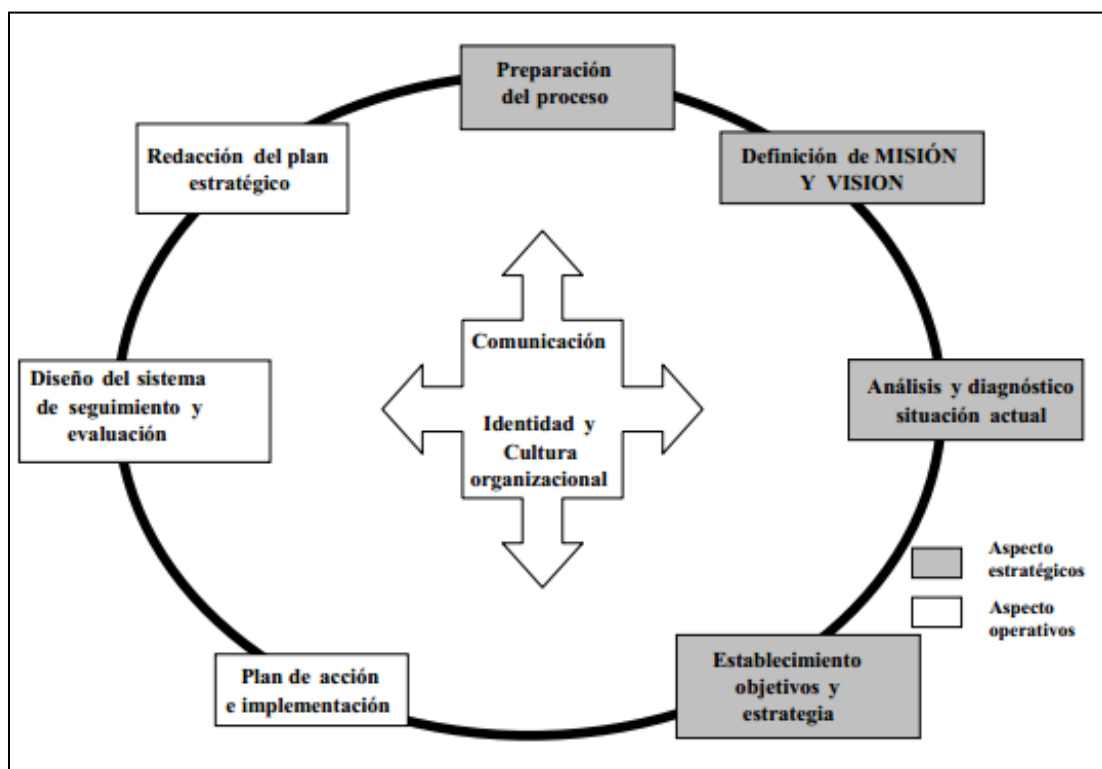 Preparación
del proceso
Definición de MISIÓN
Y VISION
Análisis y diagnóstico
situación actual
Establecimiento
objetivos y
estrategia
Plan de acción
e implementación
Diseño del sistema
de seguimiento y
evaluación
Redacción del plan
estratégico
Comunicación
Identidad y
Cultura
organizacional
Aspecto
estratégicos
Aspecto
operativos